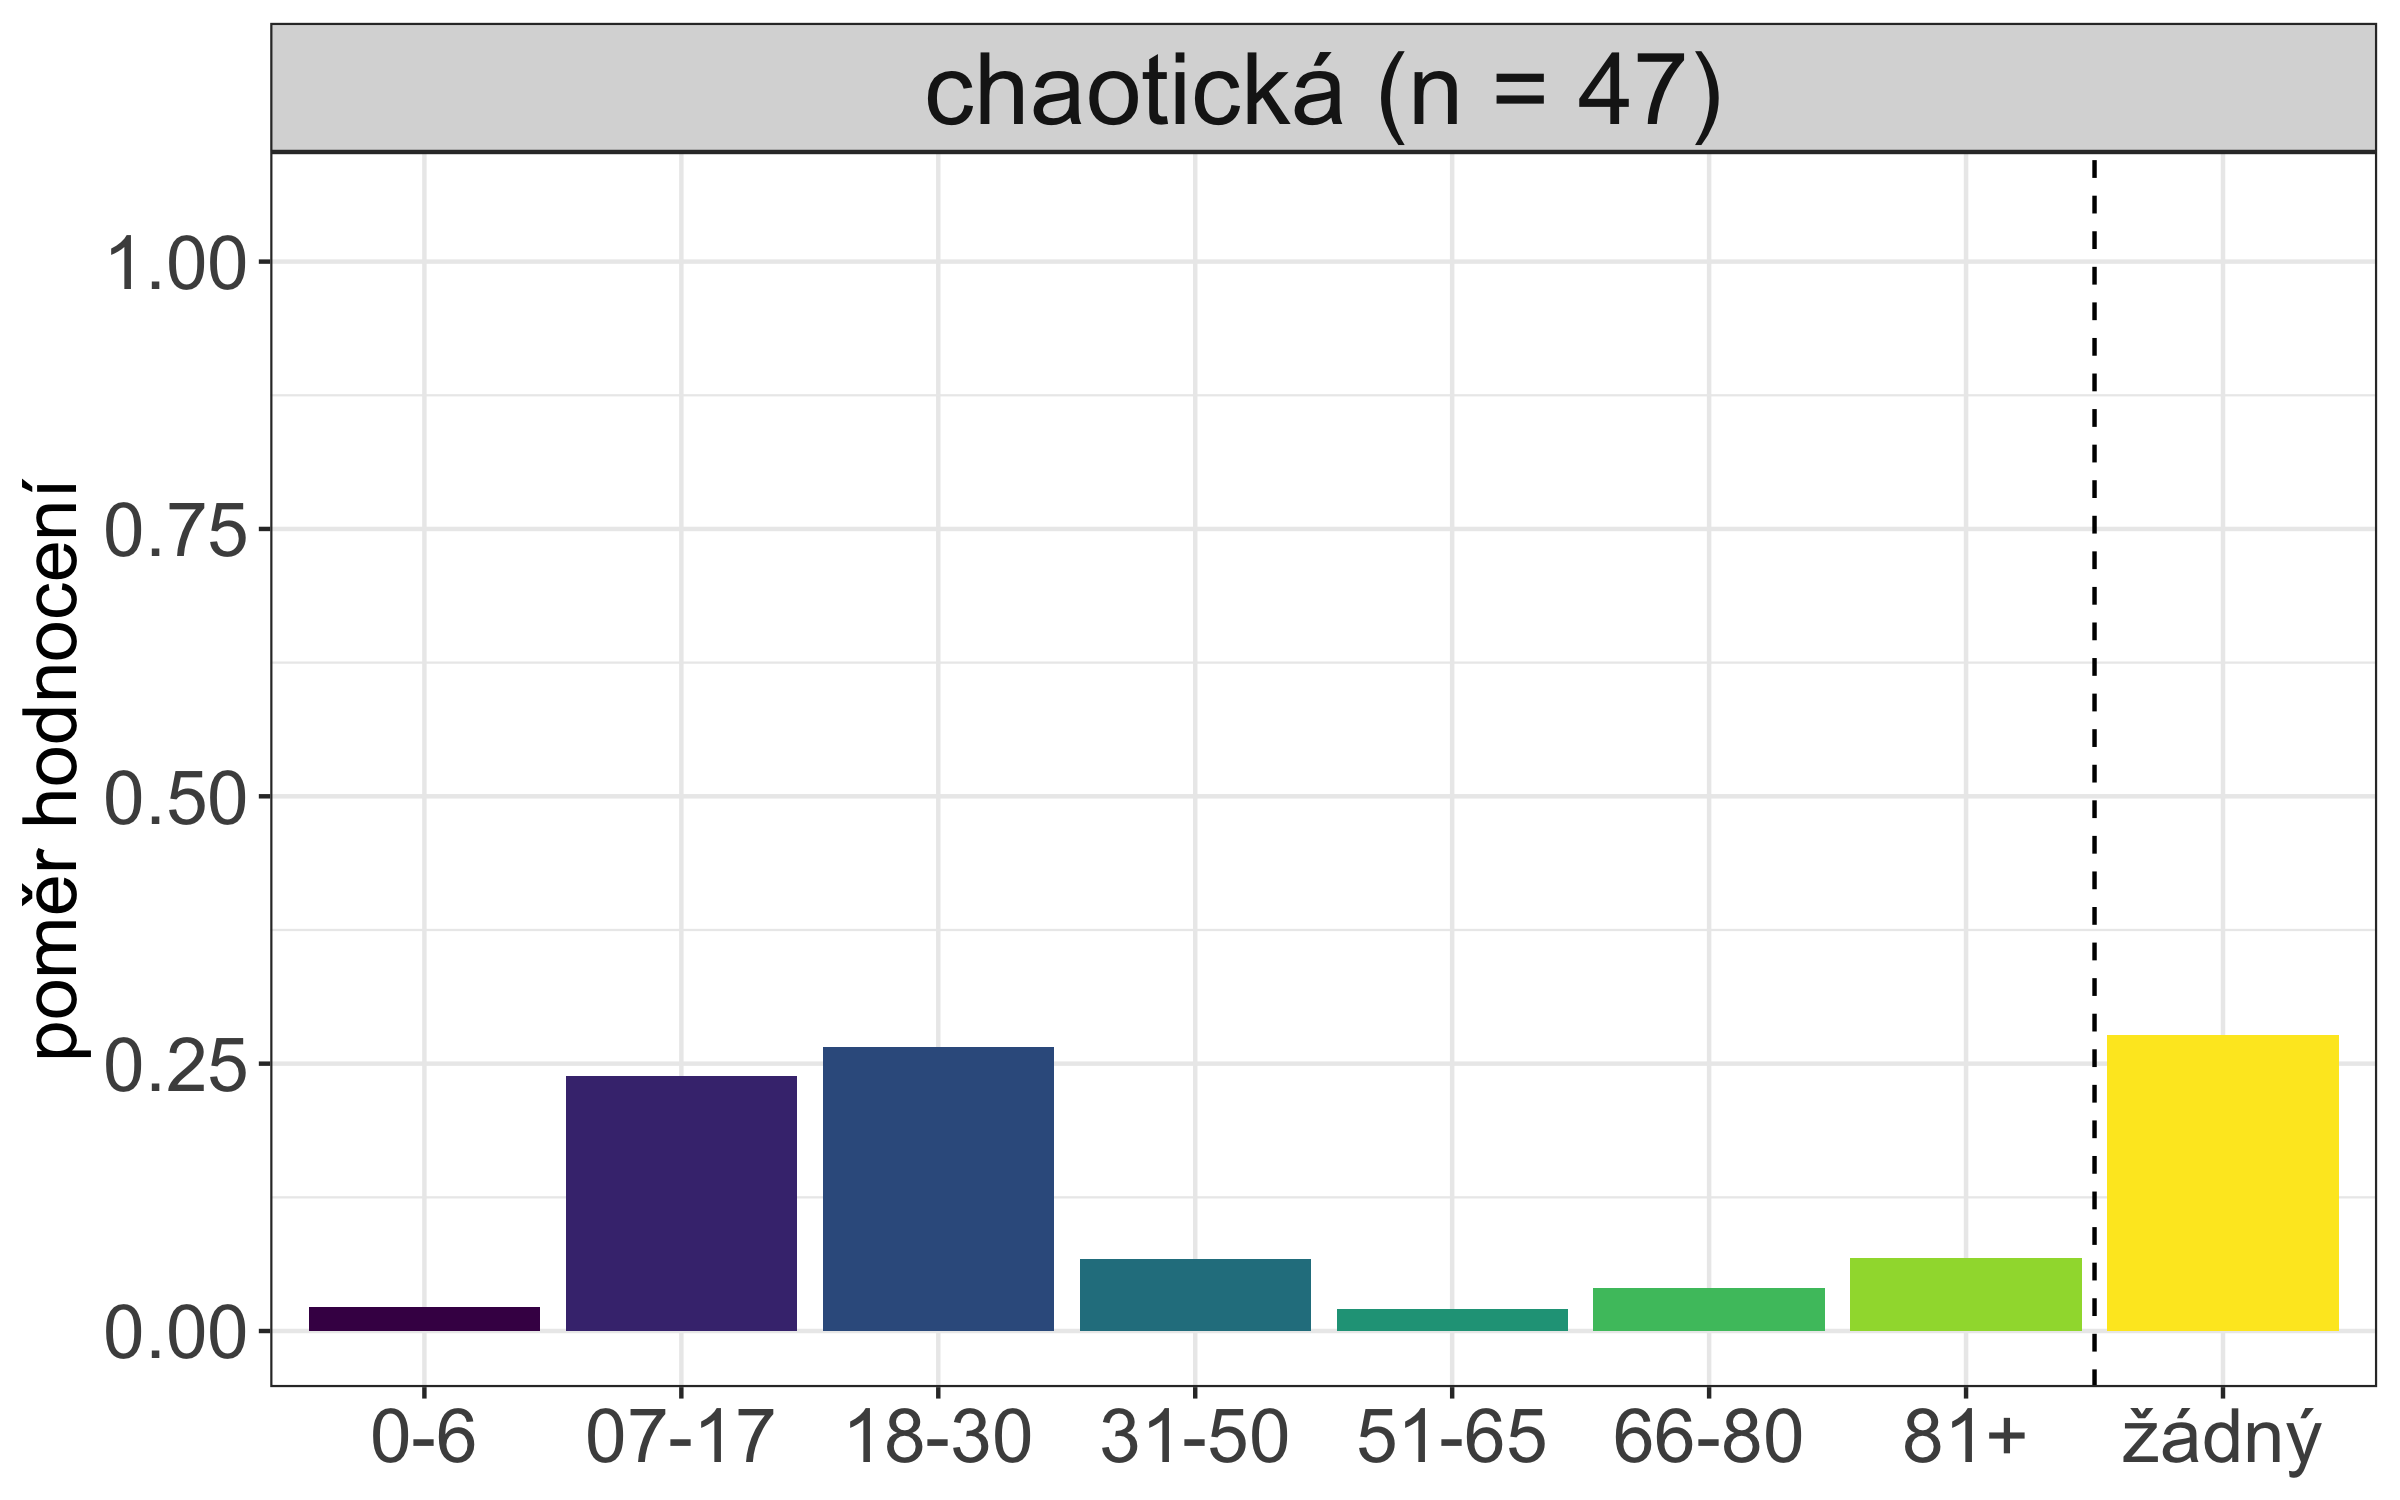 chaotická (n = 47)
poměr hodnocení
1.00
0.75
0.50
0.25
0.00
0-6 07-17 18-30 31-50 51-65 66-80 81+ žádný